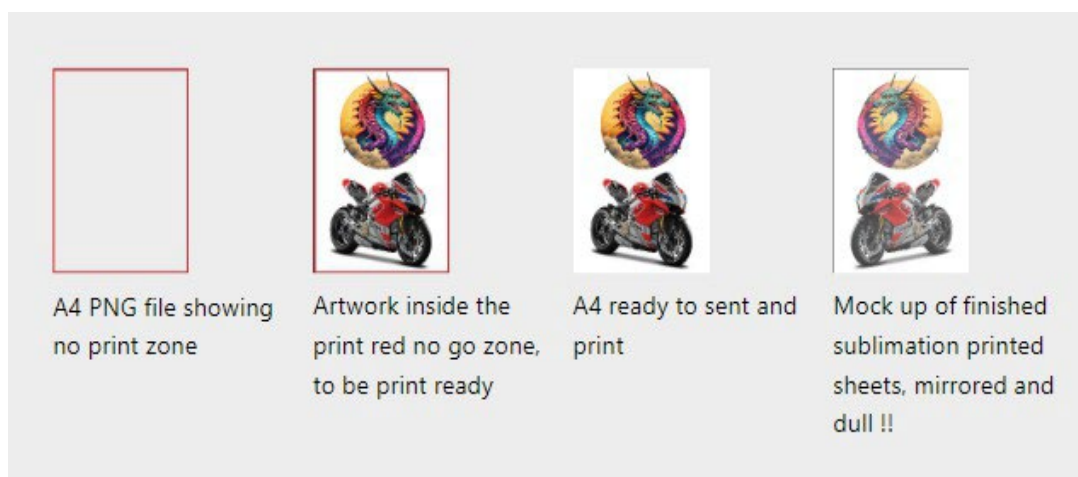 A4 PNG file showing
no print zone
Artwork inside the
print red no go zone,
to be print ready
A4 ready to sent and
print
Mock up of finished
sublimation printed
sheets, mirrored and
dull !!